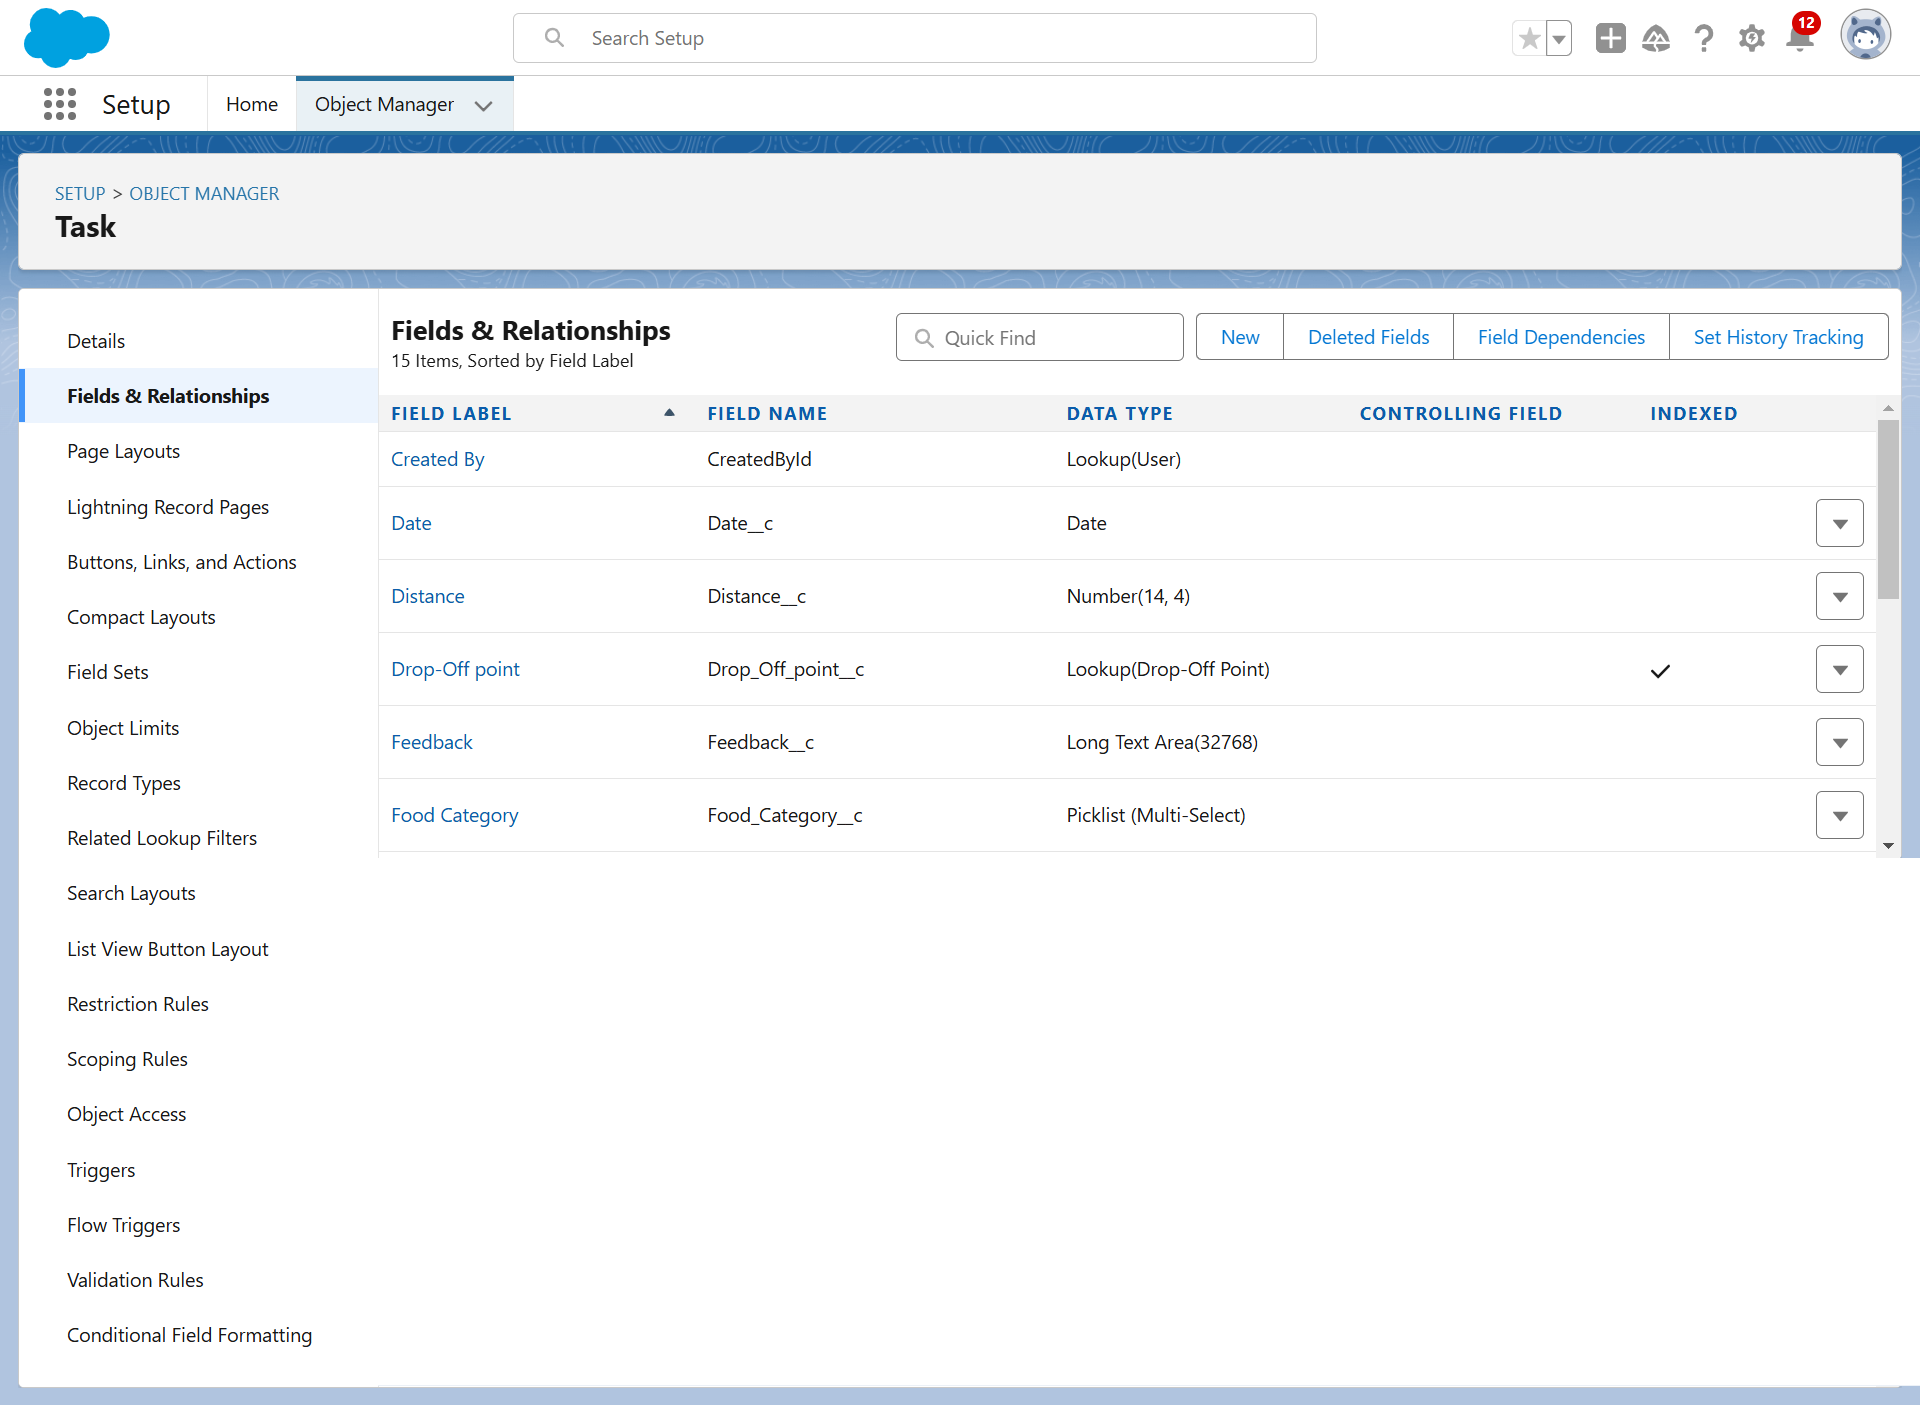 Search Setup
12
Setup
Home
Object Manager
SETUP > OBJECT MANAGER
Task
Details
Fields & Relationships
Page Layouts
Lightning Record Pages
Buttons, Links, and Actions
Compact Layouts
Field Sets
Object Limits
Record Types
Related Lookup Filters
Search Layouts
List View Button Layout
Restriction Rules
Scoping Rules
Object Access
Triggers
Flow Triggers
Validation Rules
Conditional Field Formatting
Fields & Relationships
15 Items, Sorted by Field Label
Quick Find
New
Deleted Fields
Field Dependencies
Set History Tracking
FIELD LABEL FIELD NAME DATA TYPE CONTROLLING FIELD INDEXED
Created By CreatedById Lookup(User)
Date Date__c Date
Distance Distance__c Number(14, 4)
Drop-Off point Drop_Off_point__c Lookup(Drop-Off Point)
Feedback Feedback__c Long Text Area(32768)
Food Category Food_Category__c Picklist (Multi-Select)